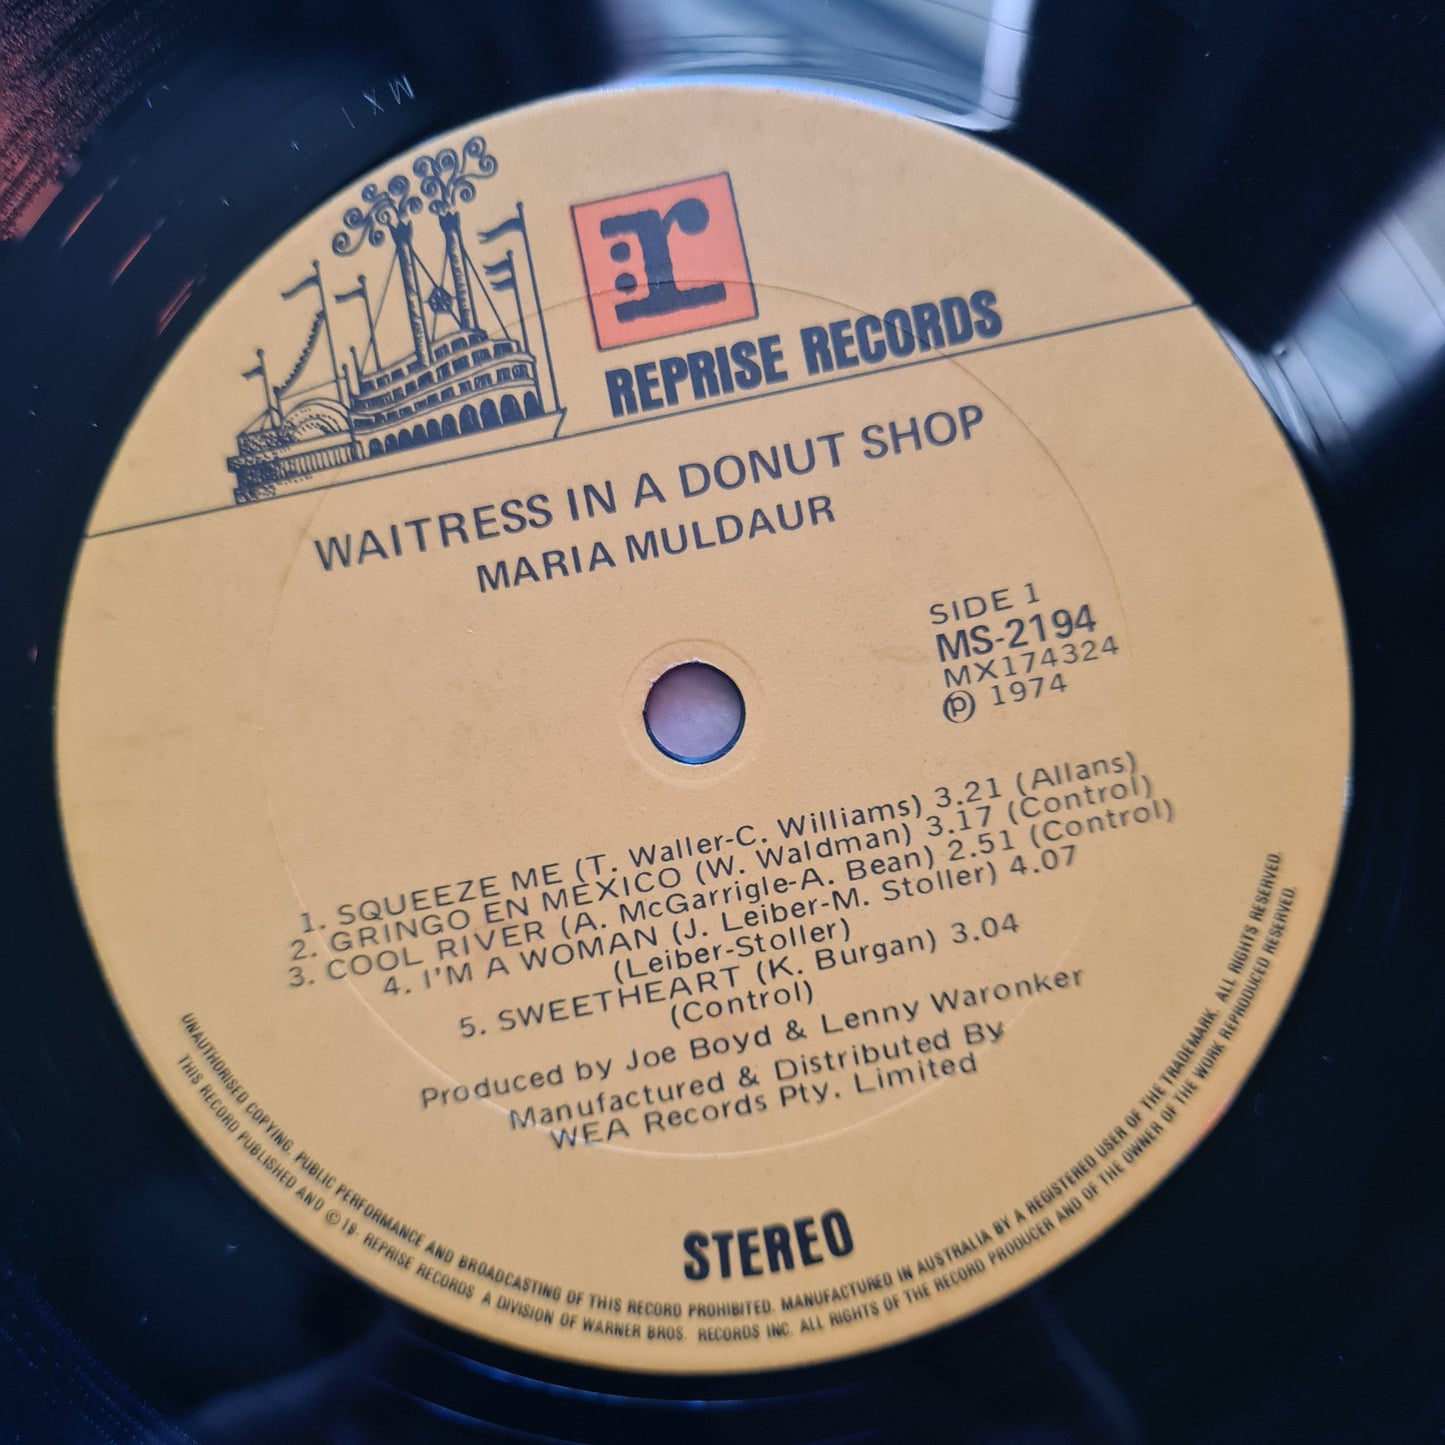 MX1
r
REPRISE RECORDS
WAITRESS IN A DONUT SHOP
MARIA MULDAUR
SIDE 1
MS-2194
MX174324
Ⓟ 1974
1. SQUEEZE ME (T. Waller-C. Williams) 3.21 (Allans)
2. GRINGO EN MEXICO (W. Waldman) 3.17 (Control)
3. COOL RIVER (A. McGarrigle-A. Bean) 2.51 (Control)
4. I'M A WOMAN (J. Leiber-M. Stoller) 4.07
(Leiber-Stoller)
5. SWEETHEART (K. Burgan) 3.04
(Control)
Produced by Joe Boyd & Lenny Waronker
Manufactured & Distributed By
WEA Records Pty. Limited
STEREO
UNAUTHORISED COPYING, PUBLIC PERFORMANCE AND BROADCASTING OF THIS RECORD PROHIBITED. MANUFACTURED IN AUSTRALIA BY A REGISTERED USER OF THE TRADEMARK. ALL RIGHTS RESERVED.
THIS RECORD PUBLISHED AND © 19- REPRISE RECORDS A DIVISION OF WARNER BROS. RECORDS INC. ALL RIGHTS OF THE RECORD PRODUCER AND OF THE OWNER OF THE WORK REPRODUCED RESERVED.